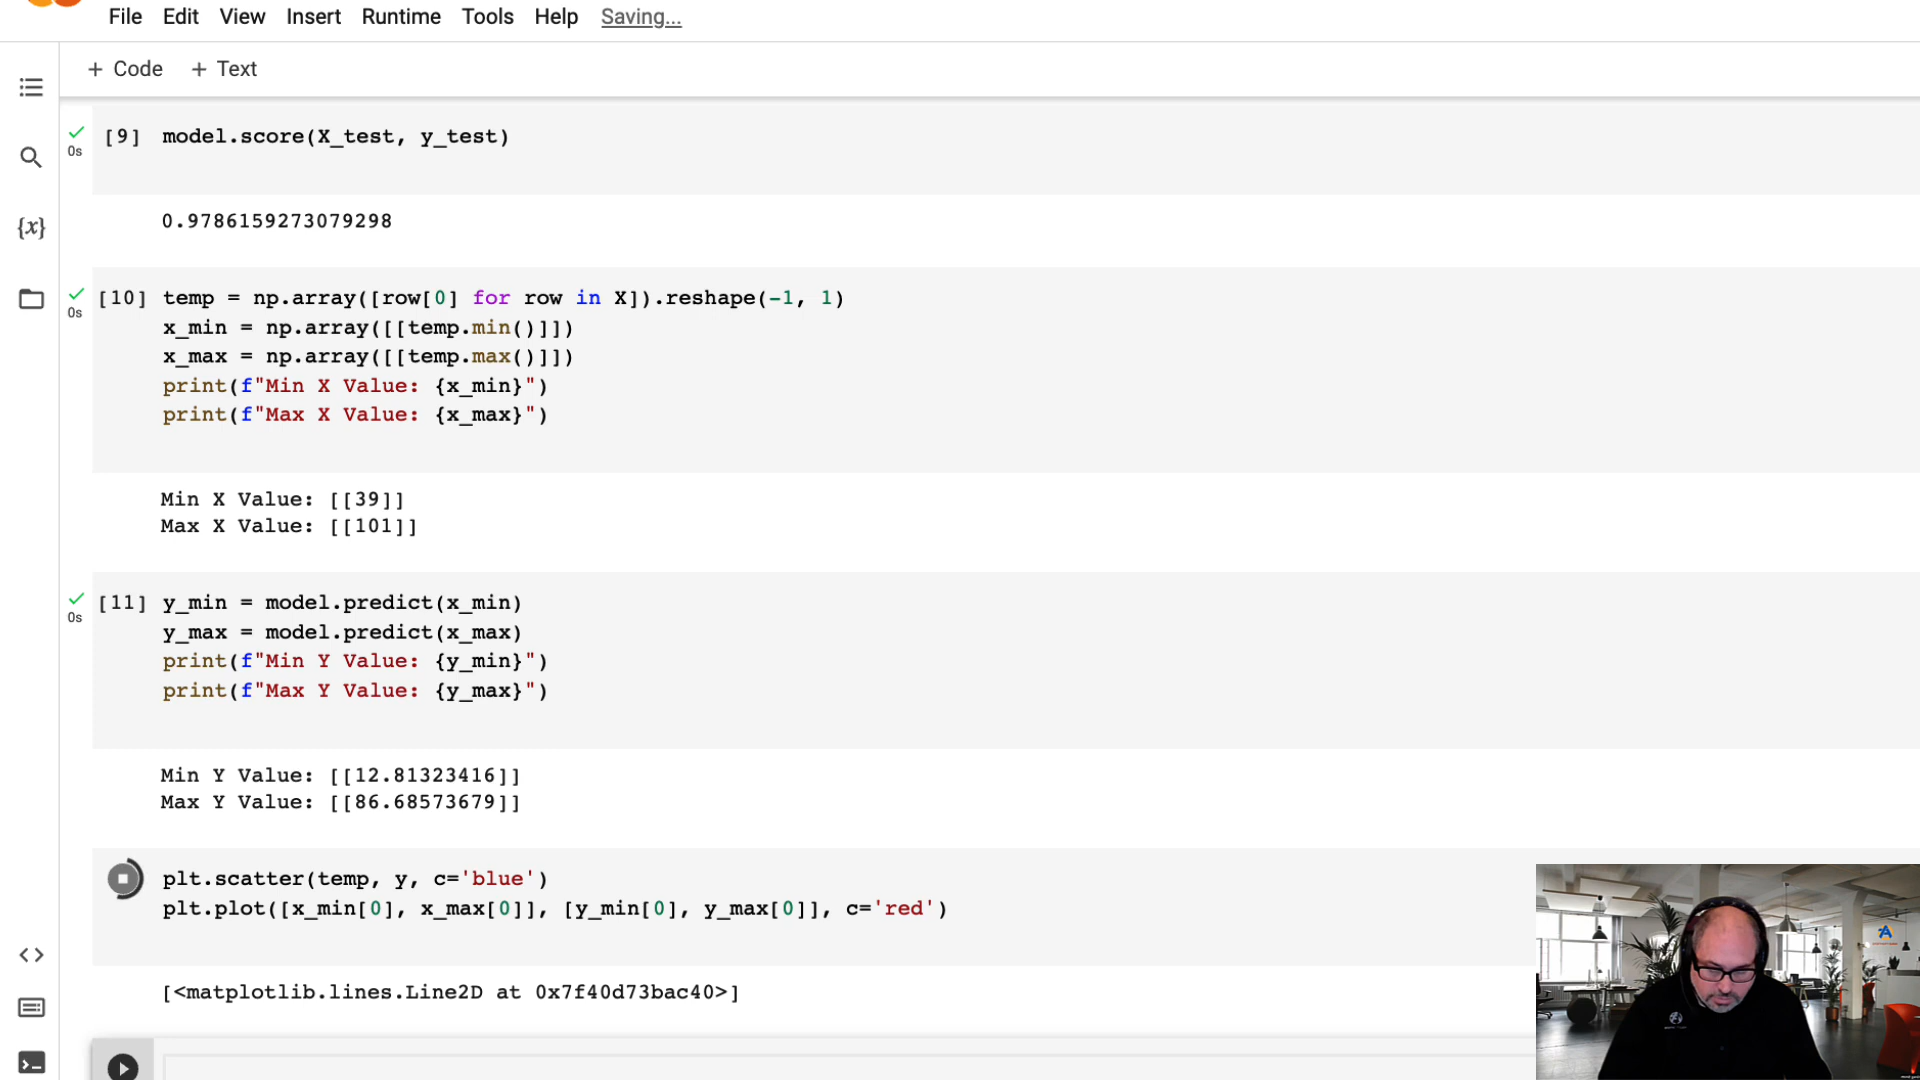 File Edit View Insert Runtime Tools Help Saving...
+ Code + Text
[9] model.score(X_test, y_test)
0s
0.9786159273079298
{x}
[10] temp = np.array([row[0] for row in X]).reshape(-1, 1)
0s
x_min = np.array([[temp.min()]])
x_max = np.array([[temp.max()]])
print(f"Min X Value: {x_min}")
print(f"Max X Value: {x_max}")
Min X Value: [[39]]
Max X Value: [[101]]
[11] y_min = model.predict(x_min)
0s
y_max = model.predict(x_max)
print(f"Min Y Value: {y_min}")
print(f"Max Y Value: {y_max}")
Min Y Value: [[12.81323416]]
Max Y Value: [[86.68573679]]
plt.scatter(temp, y, c='blue')
plt.plot([x_min[0], x_max[0]], [y_min[0], y_max[0]], c='red')
[<matplotlib.lines.Line2D at 0x7f40d73bac40>]